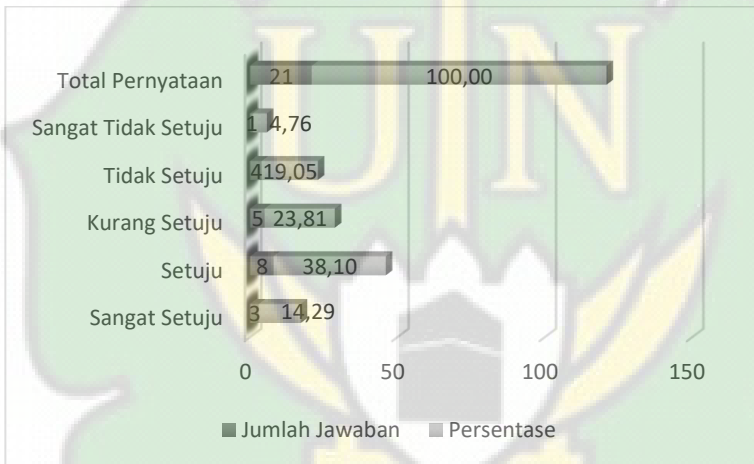 UIN
Total Pernyataan 21 100,00
Sangat Tidak Setuju 1 4,76
Tidak Setuju 4 19,05
Kurang Setuju 5 23,81
Setuju 8 38,10
Sangat Setuju 3 14,29
0 50 100 150
Jumlah Jawaban Persentase